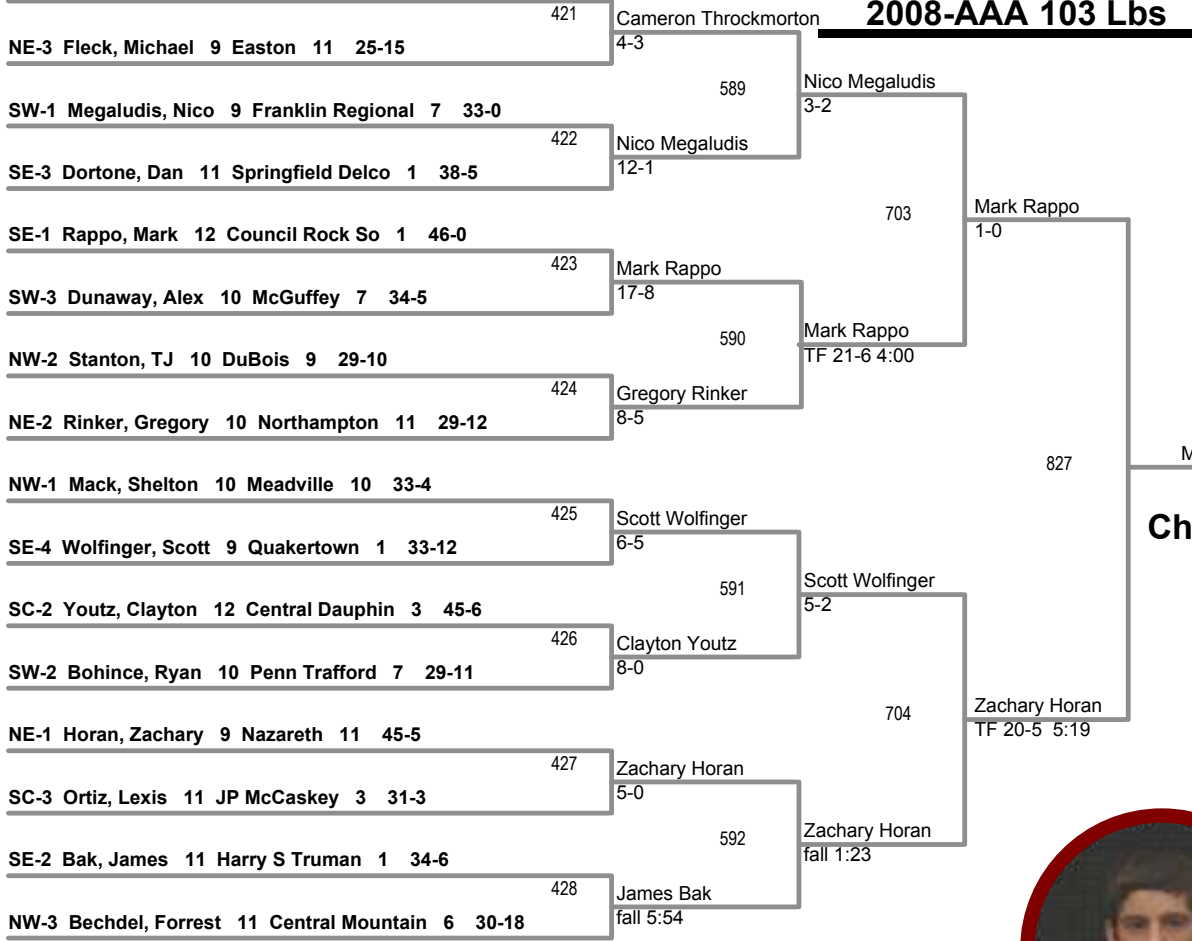 2008-AAA 103 Lbs
421
Cameron Throckmorton
4-3
NE-3 Fleck, Michael 9 Easton 11 25-15
589
Nico Megaludis
3-2
SW-1 Megaludis, Nico 9 Franklin Regional 7 33-0
422
Nico Megaludis
12-1
SE-3 Dortone, Dan 11 Springfield Delco 1 38-5
703
Mark Rappo
1-0
SE-1 Rappo, Mark 12 Council Rock So 1 46-0
423
Mark Rappo
17-8
SW-3 Dunaway, Alex 10 McGuffey 7 34-5
590
Mark Rappo
TF 21-6 4:00
NW-2 Stanton, TJ 10 DuBois 9 29-10
424
Gregory Rinker
8-5
NE-2 Rinker, Gregory 10 Northampton 11 29-12
827
M
Ch
NW-1 Mack, Shelton 10 Meadville 10 33-4
425
Scott Wolfinger
6-5
SE-4 Wolfinger, Scott 9 Quakertown 1 33-12
591
Scott Wolfinger
5-2
SC-2 Youtz, Clayton 12 Central Dauphin 3 45-6
426
Clayton Youtz
8-0
SW-2 Bohince, Ryan 10 Penn Trafford 7 29-11
704
Zachary Horan
TF 20-5 5:19
NE-1 Horan, Zachary 9 Nazareth 11 45-5
427
Zachary Horan
5-0
SC-3 Ortiz, Lexis 11 JP McCaskey 3 31-3
592
Zachary Horan
fall 1:23
SE-2 Bak, James 11 Harry S Truman 1 34-6
428
James Bak
fall 5:54
NW-3 Bechdel, Forrest 11 Central Mountain 6 30-18